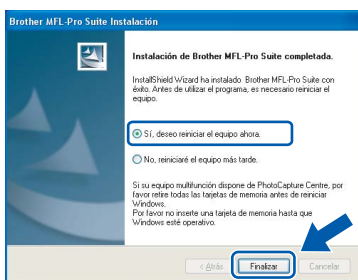 Brother MFL-Pro Suite Instalación
Instalación de Brother MFL-Pro Suite completada.
InstallShield Wizard ha instalado Brother MFL-Pro Suite con
éxito. Antes de utilizar el programa, es necesario reiniciar el
equipo.
Sí, deseo reiniciar el equipo ahora.
No, reiniciaré el equipo más tarde.
Si su equipo multifunción dispone de PhotoCapture Centre, por
favor retire todas las tarjetas de memoria antes de reiniciar
Windows.
Por favor no inserte una tarjeta de memoria hasta que
Windows esté operativo.
< Atrás
Finalizar
Cancelar